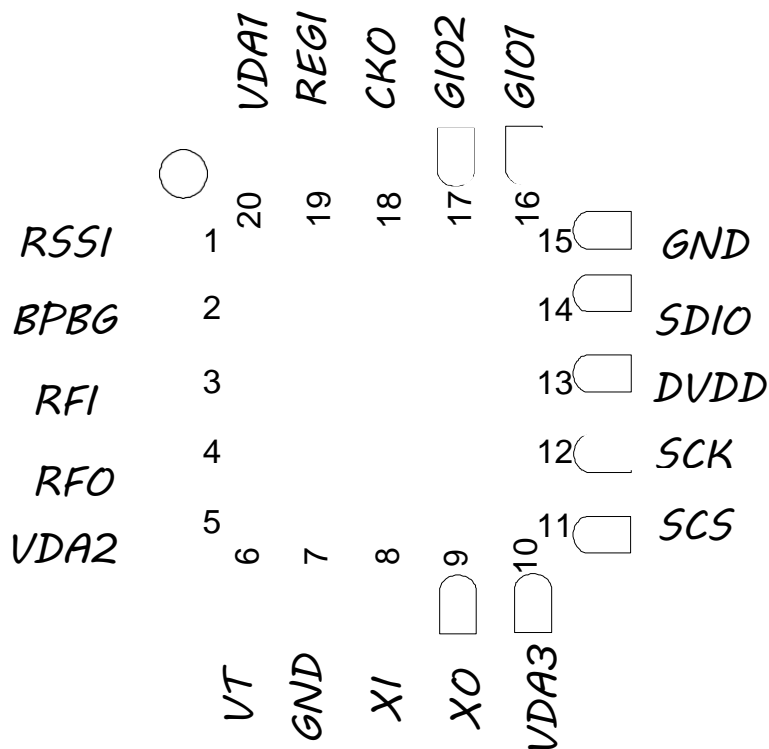 VDA1 REGI CKO GIO2 GIO1
20 19 18 17 16
RSSI 1 15 GND
BPBG 2 14 SDIO
RFI 3 13 DVDD
RFO 4 12 SCK
VDA2 5 11 SCS
6 7 8 9 10
VT GND XI XO VDA3